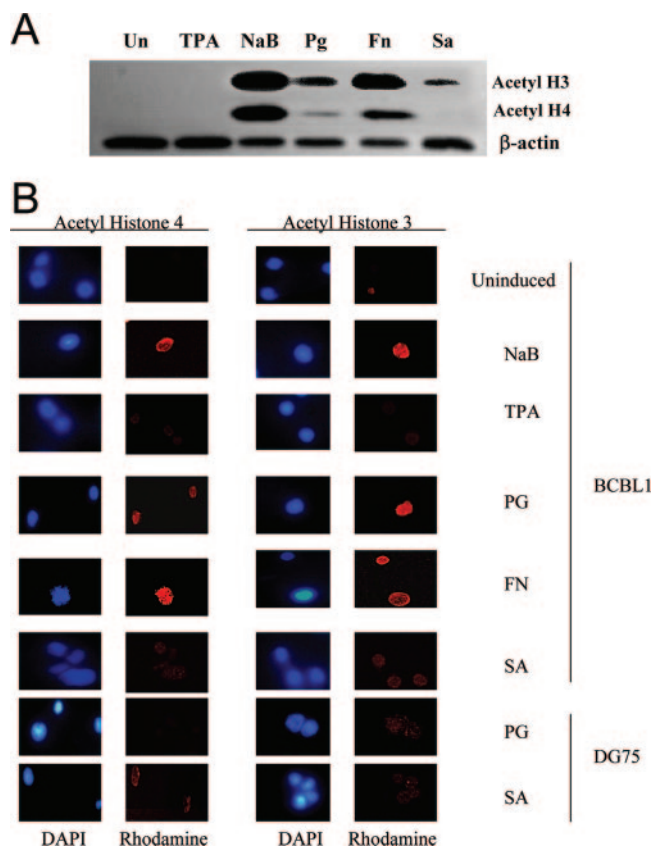 A
Un TPA NaB Pg Fn Sa
Acetyl H3
Acetyl H4
β-actin
B
Acetyl Histone 4 Acetyl Histone 3
Uninduced
NaB
TPA
PG
BCBL1
FN
SA
PG
DG75
SA
DAPI Rhodamine DAPI Rhodamine